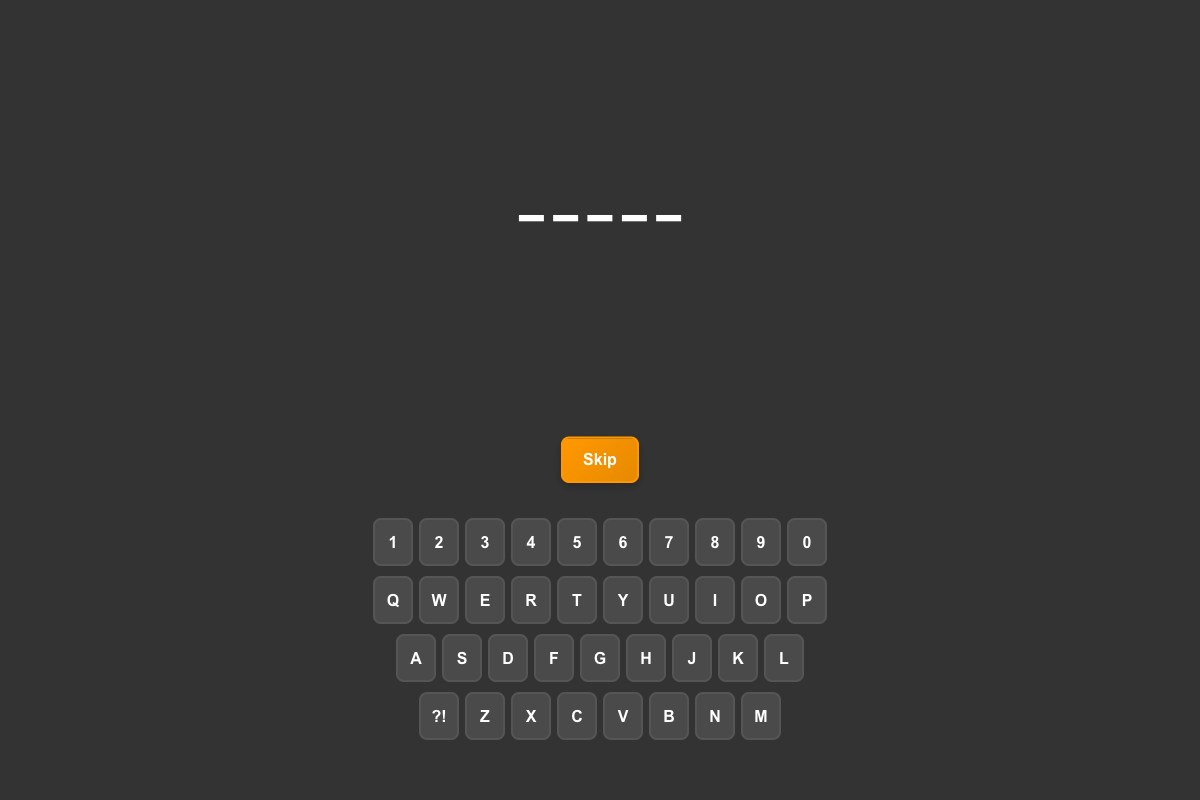 _ _ _ _ _
Skip
1 2 3 4 5 6 7 8 9 0
Q W E R T Y U I O P
A S D F G H J K L
?! Z X C V B N M